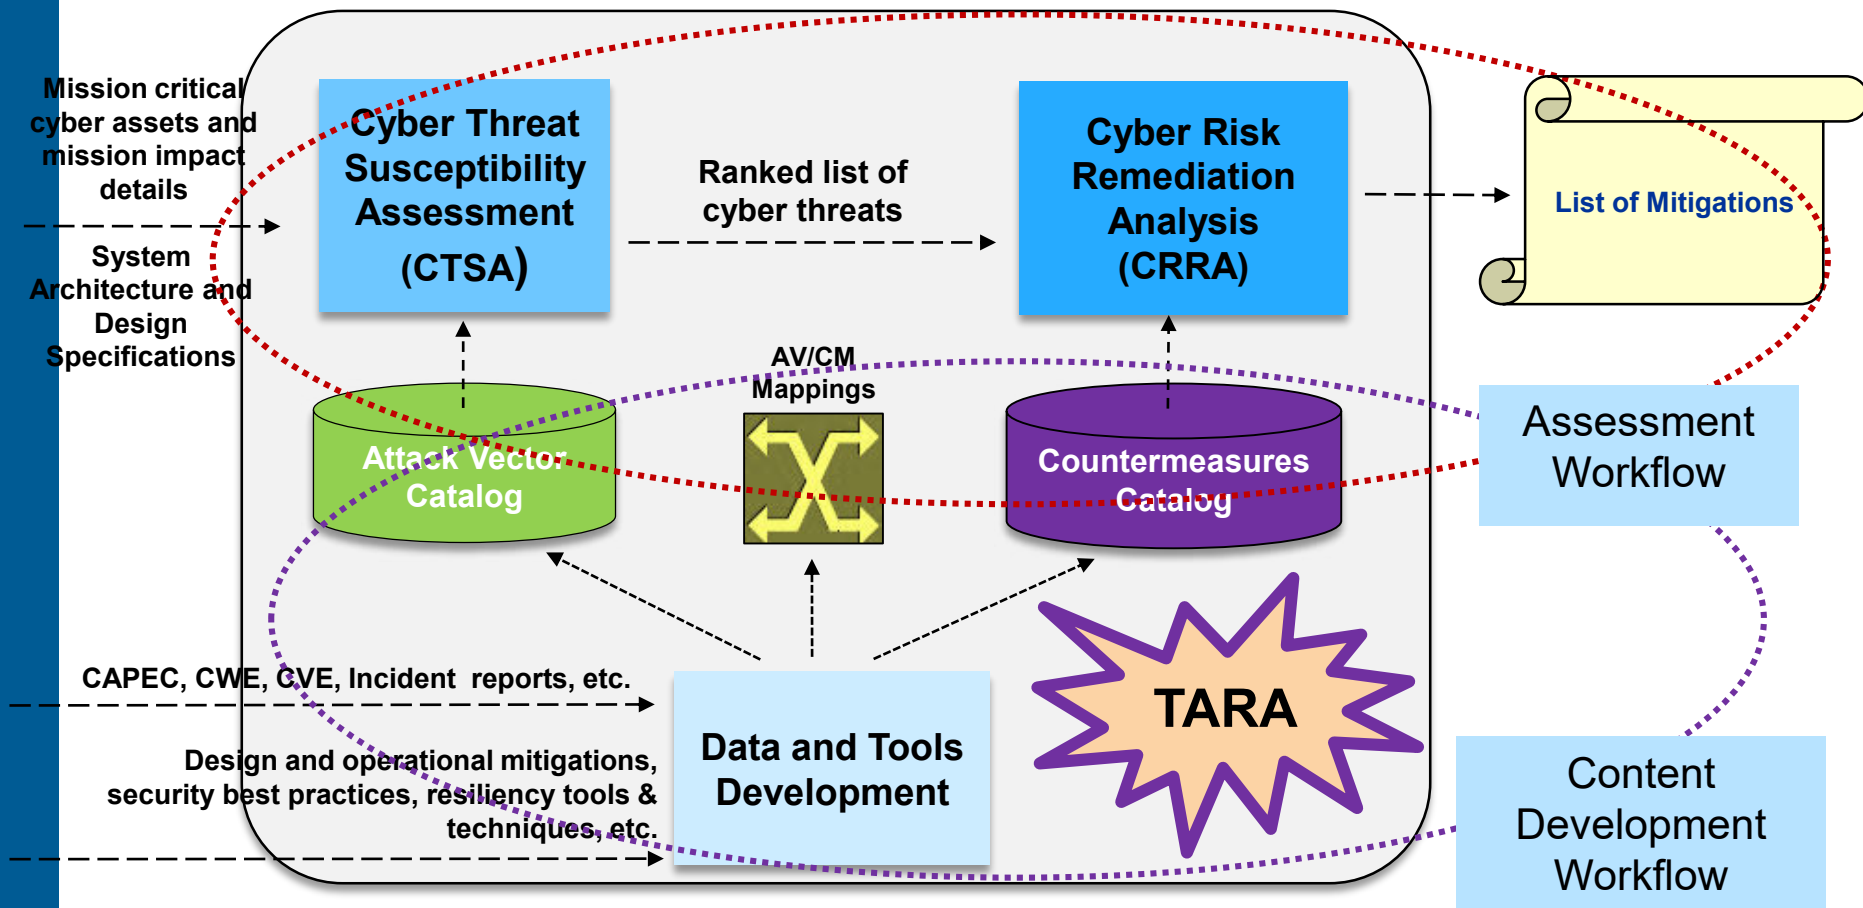 Mission critical
cyber assets and
mission impact
details
System
Architecture and
Design
Specifications
Cyber Threat
Susceptibility
Assessment
(CTSA)
Ranked list of
cyber threats
Cyber Risk
Remediation
Analysis
(CRRA)
List of Mitigations
AV/CM
Mappings
Attack Vector
Catalog
Countermeasures
Catalog
Assessment
Workflow
CAPEC, CWE, CVE, Incident  reports, etc.
Design and operational mitigations,
security best practices, resiliency tools &
techniques, etc.
Data and Tools
Development
TARA
Content
Development
Workflow